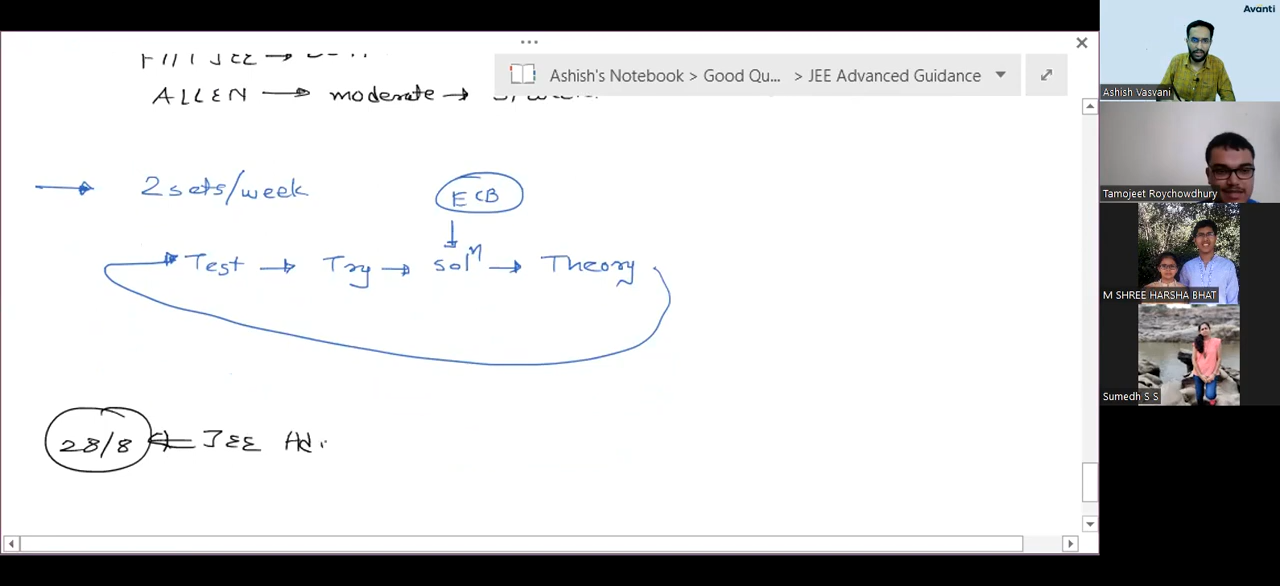 Avanti
FIITJEE →
Ashish's Notebook > Good Qu... > JEE Advanced Guidance
ALLEN → moderate →
Ashish Vasvani
→ 2 sets/week
ECB
↓
Test → Try → solⁿ → Theory
Tamojeet Roychowdhury
M SHREE HARSHA BHAT
Sumedh S S
28/8 ⇐ JEE Ad.